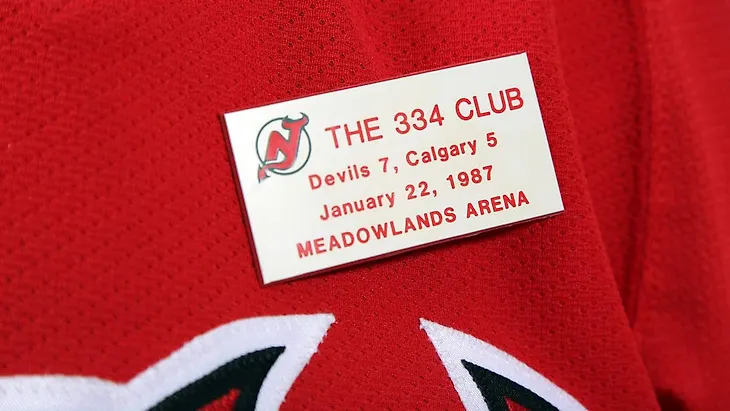 THE 334 CLUB
Devils 7, Calgary 5
January 22, 1987
MEADOWLANDS ARENA